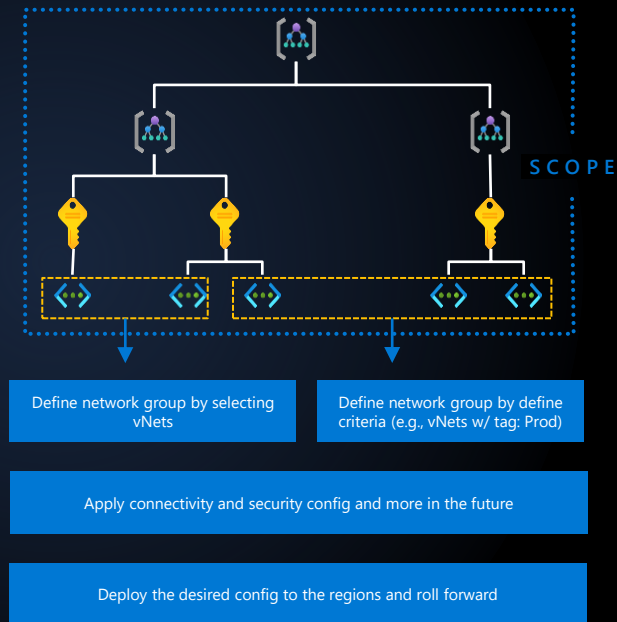 SCOPE
Define network group by selecting
vNets
Define network group by define
criteria (e.g., vNets w/ tag: Prod)
Apply connectivity and security config and more in the future
Deploy the desired config to the regions and roll forward